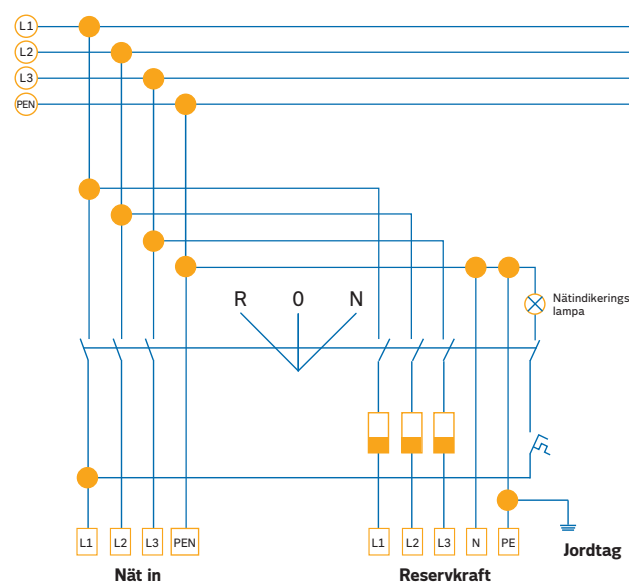 L1
L2
L3
PEN
R 0 N
Nätindikerings
lampa
L1 L2 L3 PEN L1 L2 L3 N PE
Jordtag
Nät in Reservkraft